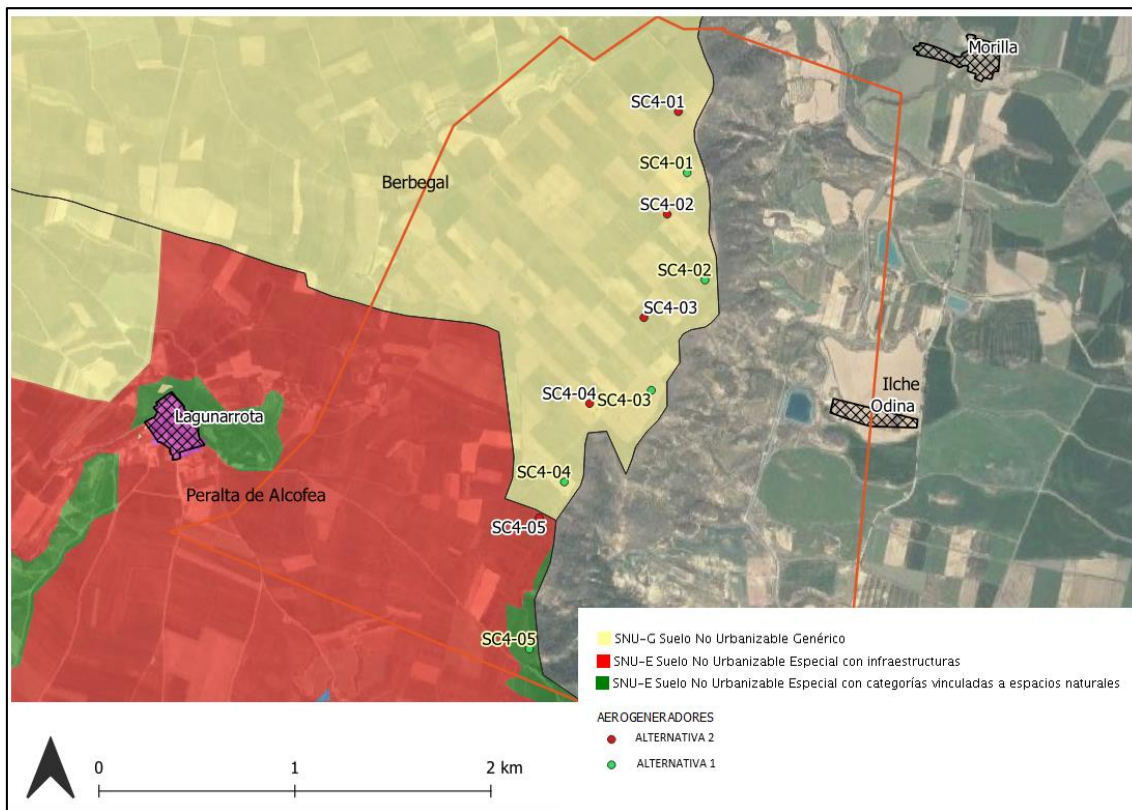 Morilla
SC4-01
SC4-01
Berbegal
SC4-02
SC4-02
SC4-03
Ilche
SC4-04
SC4-03
Odina
Lagunarrota
SC4-04
Peralta de Alcofea
SC4-05
SC4-05
SNU-G Suelo No Urbanizable Genérico
SNU-E Suelo No Urbanizable Especial con infraestructuras
SNU-E Suelo No Urbanizable Especial con categorías vinculadas a espacios naturales
AEROGENERADORES
ALTERNATIVA 2
ALTERNATIVA 1
0 1 2 km